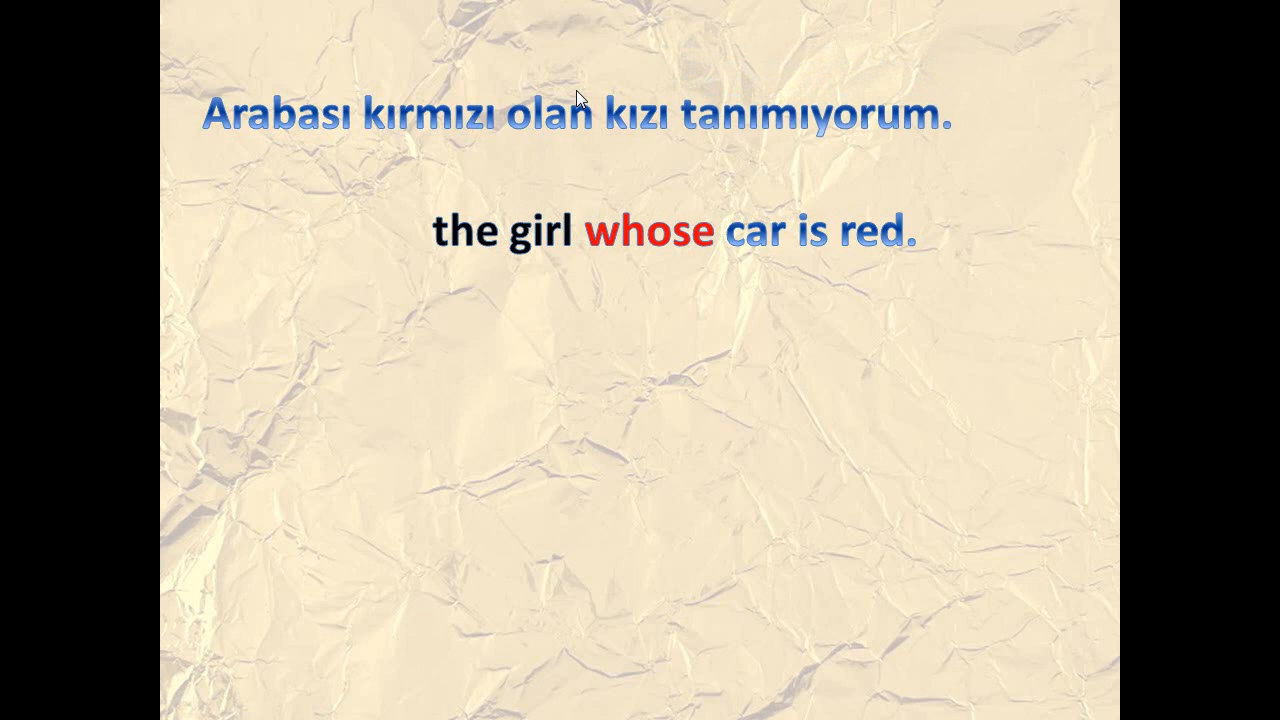 Arabası kırmızı olan kızı tanımıyorum.
the girl whose car is red.